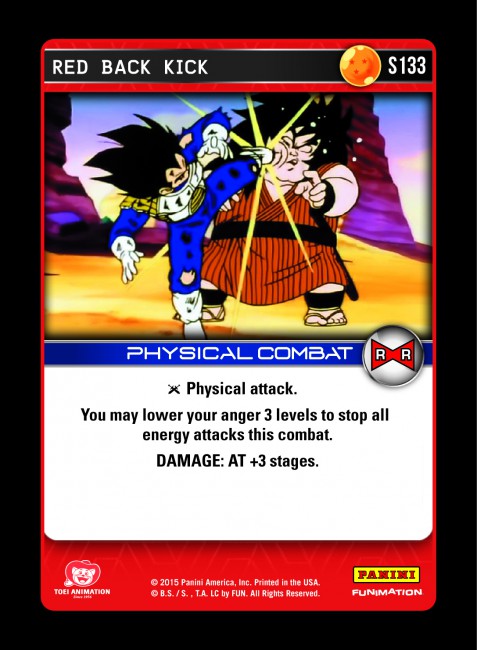 RED BACK KICK S133
PHYSICAL COMBAT R R
Physical attack.
You may lower your anger 3 levels to stop all
energy attacks this combat.
DAMAGE: AT +3 stages.
TOEI ANIMATION
Since 1956
© 2015 Panini America, Inc. Printed in the USA.
© B.S. / S. , T.A. LC by FUN. All Rights Reserved.
PANINI
FUNIMATION